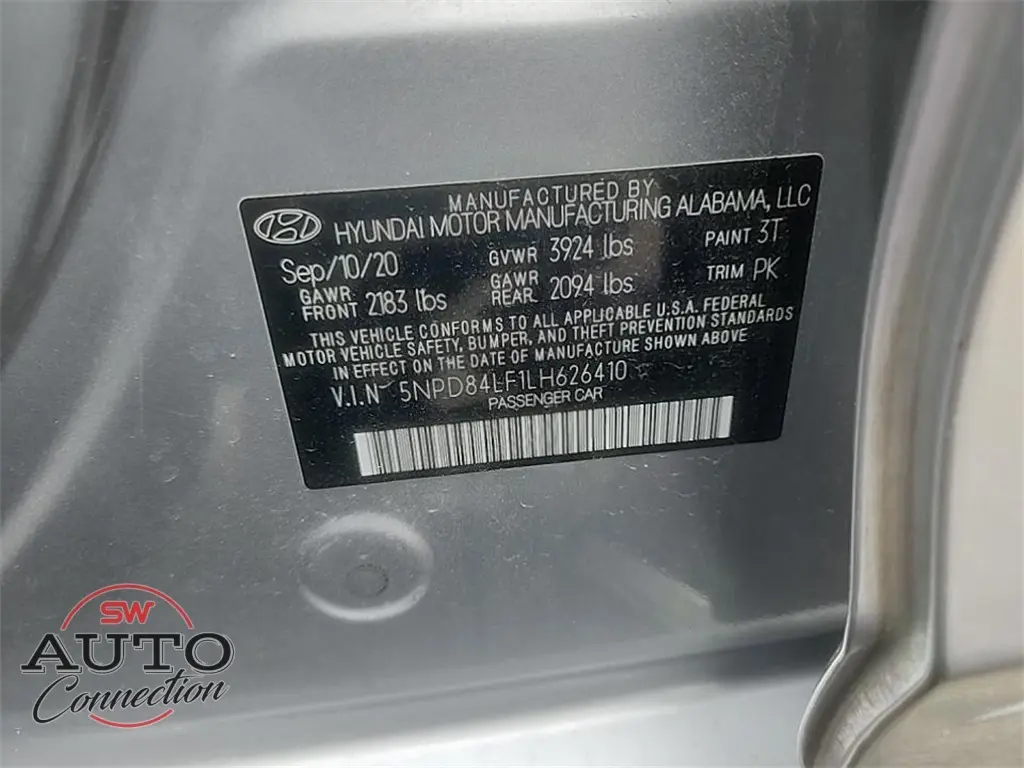 MANUFACTURED BY
HYUNDAI MOTOR MANUFACTURING ALABAMA, LLC
Sep/10/20 GVWR 3924 lbs PAINT 3T
GAWR FRONT 2183 lbs GAWR REAR 2094 lbs TRIM PK
THIS VEHICLE CONFORMS TO ALL APPLICABLE U.S.A. FEDERAL
MOTOR VEHICLE SAFETY, BUMPER, AND THEFT PREVENTION STANDARDS
IN EFFECT ON THE DATE OF MANUFACTURE SHOWN ABOVE
V.I.N 5NPD84LF1LH626410
PASSENGER CAR
SW
AUTO
Connection